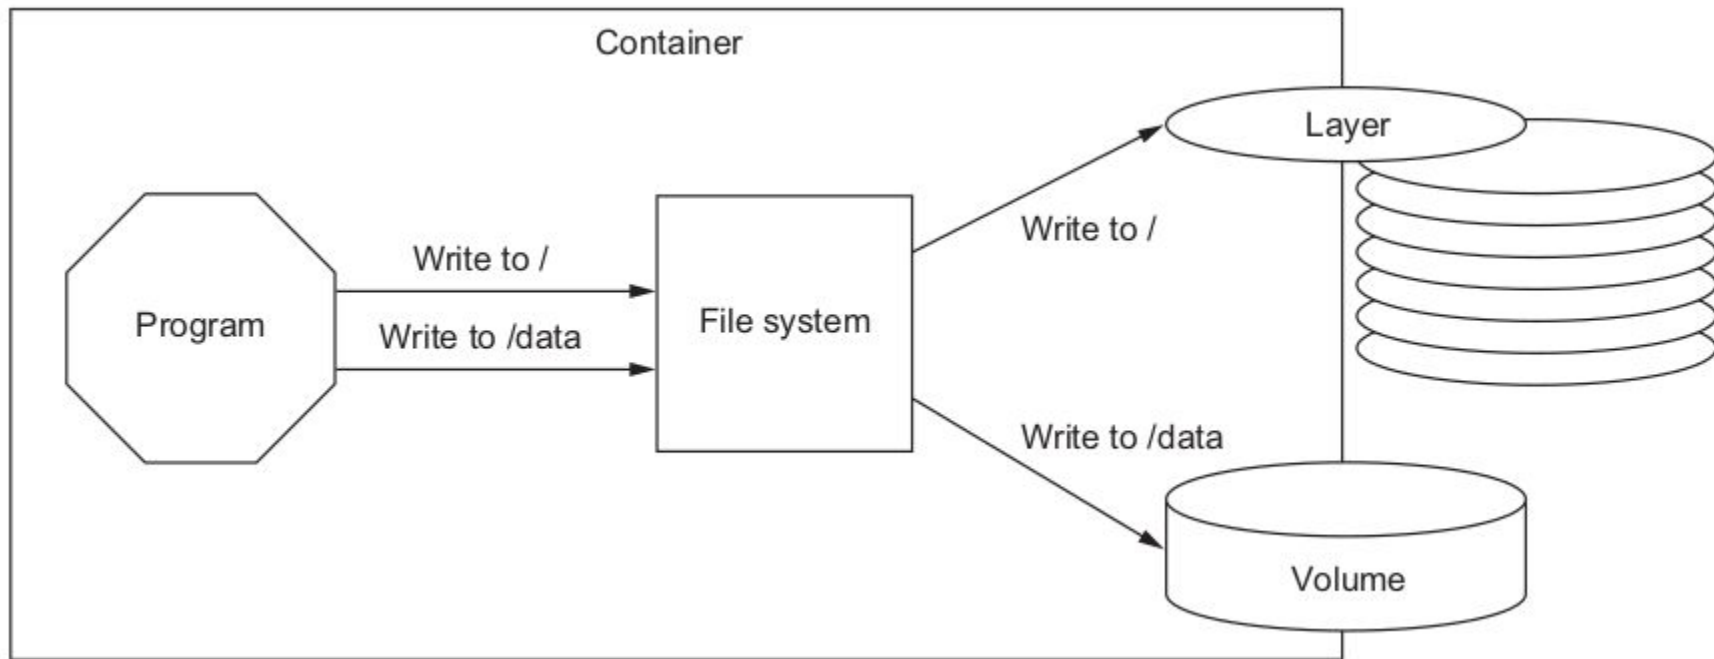 Container
Layer
Write to /
Write to /
Program
File system
Write to /data
Write to /data
Volume